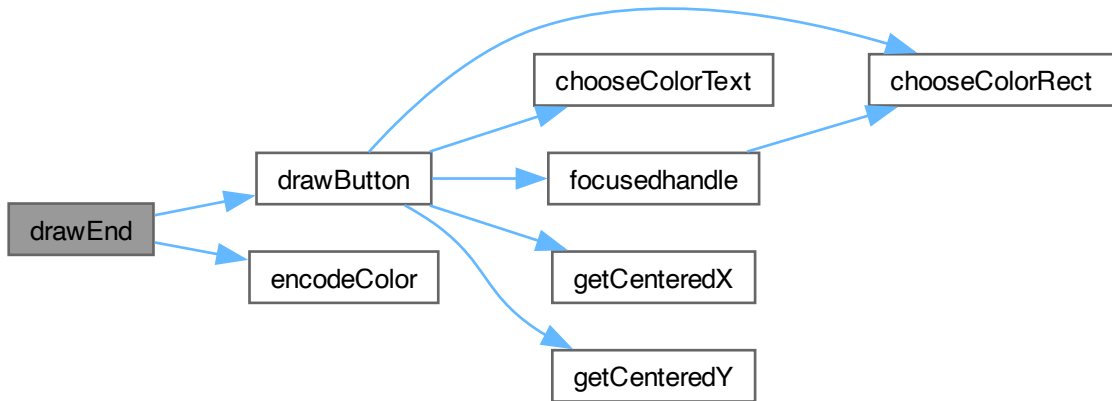 drawEnd
drawButton
encodeColor
chooseColorText
focusedhandle
getCenteredX
getCenteredY
chooseColorRect